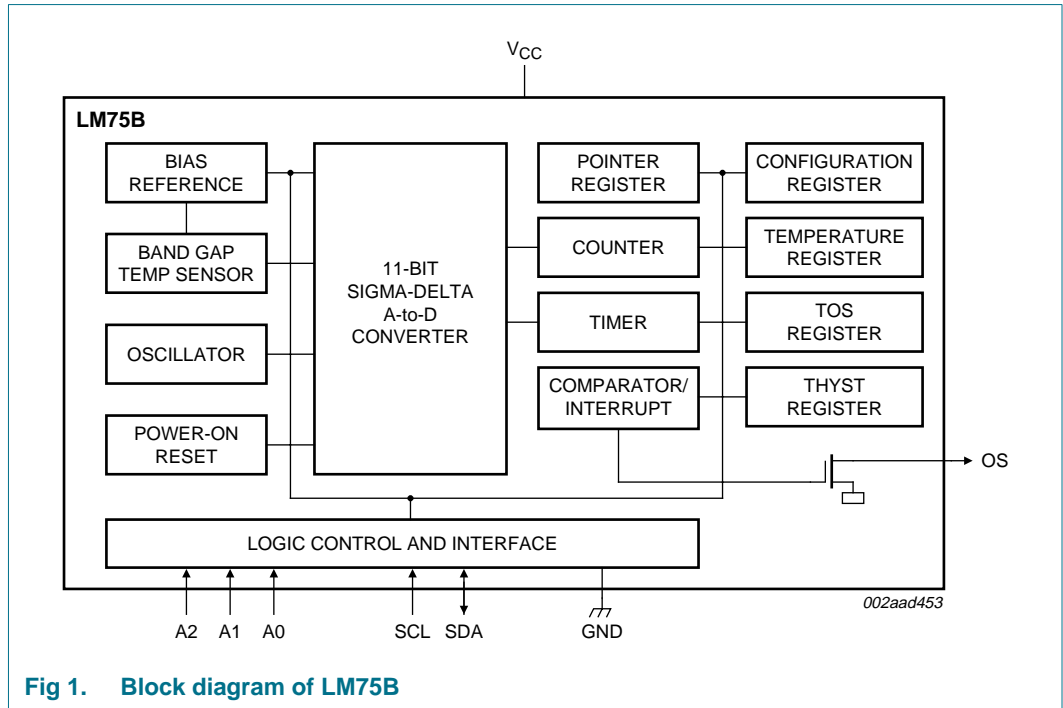 VCC
LM75B
BIAS
REFERENCE
BAND GAP
TEMP SENSOR
OSCILLATOR
POWER-ON
RESET
11-BIT
SIGMA-DELTA
A-to-D
CONVERTER
POINTER
REGISTER
COUNTER
TIMER
COMPARATOR/
INTERRUPT
CONFIGURATION
REGISTER
TEMPERATURE
REGISTER
TOS
REGISTER
THYST
REGISTER
OS
LOGIC CONTROL AND INTERFACE
002aad453
A2 A1 A0 SCL SDA GND
Fig 1. Block diagram of LM75B